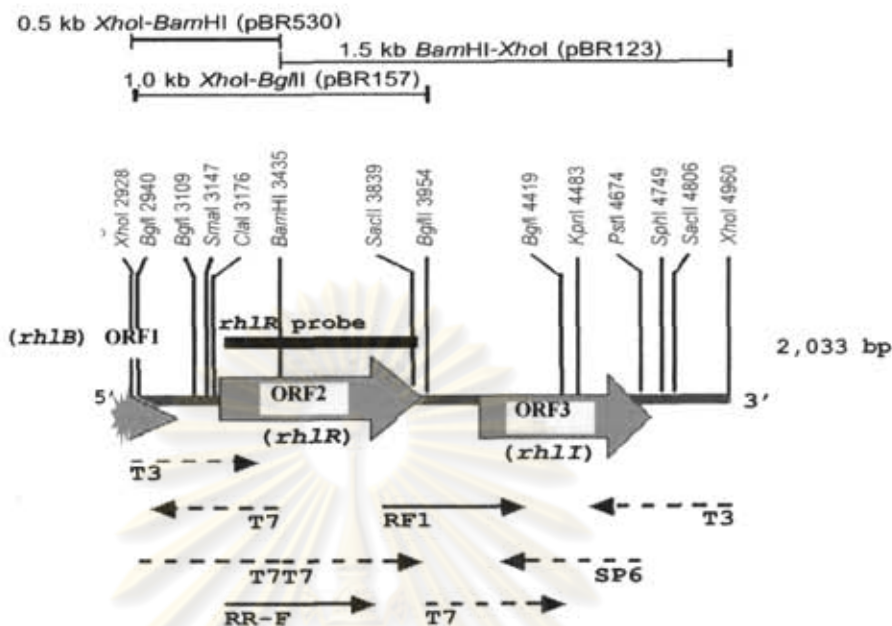 0.5 kb XhoI-BamHI (pBR530)
1.5 kb BamHI-XhoI (pBR123)
1.0 kb XhoI-BglII (pBR157)
XhoI 2928
BglI 2940
BglI 3109
SmaI 3147
ClaI 3176
BamHI 3435
SacII 3839
BglII 3954
BglI 4419
KpnI 4483
PstI 4674
SphI 4749
SacII 4806
XhoI 4960
rhlR probe
(rhlB) ORF1
2,033 bp
5'
ORF2
ORF3
3'
(rhlR)
(rhlI)
T3
T7
RF1
T3
T7T7
SP6
RR-F
T7